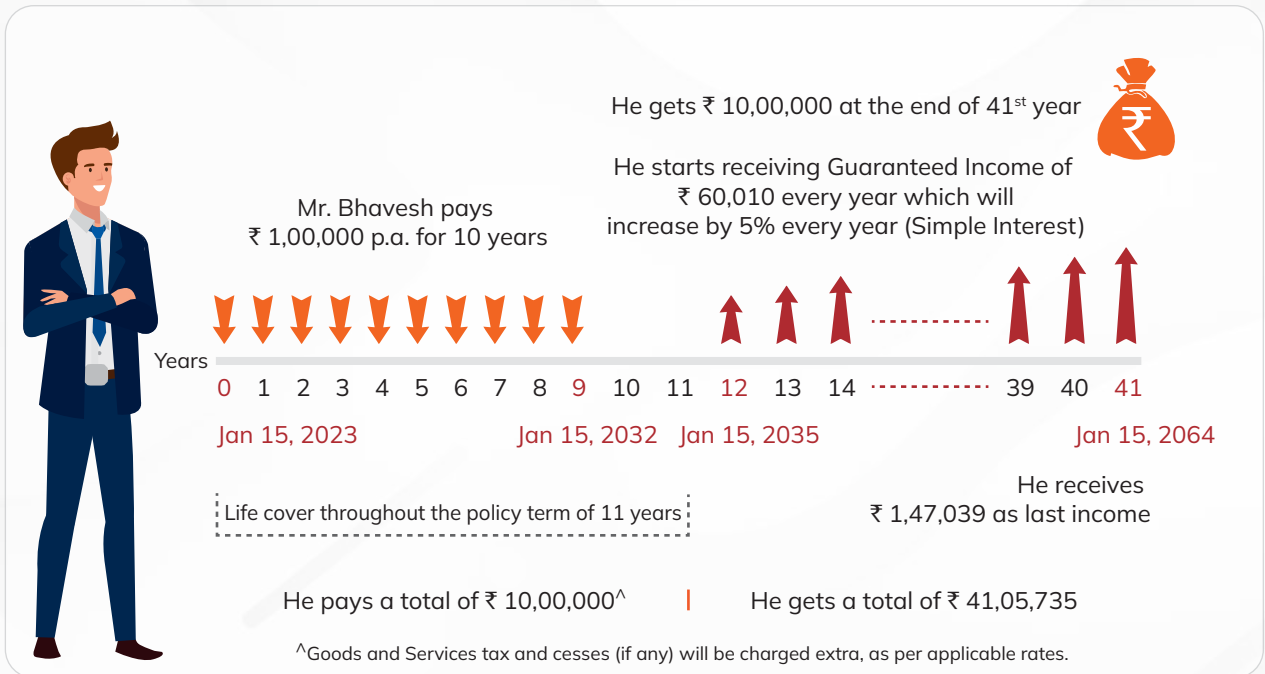 He gets ₹ 10,00,000 at the end of 41st year
₹
He starts receiving Guaranteed Income of
₹ 60,010 every year which will
increase by 5% every year (Simple Interest)
Mr. Bhavesh pays
₹ 1,00,000 p.a. for 10 years
Years
0 1 2 3 4 5 6 7 8 9 10 11 12 13 14 39 40 41
Jan 15, 2023 Jan 15, 2032 Jan 15, 2035 Jan 15, 2064
Life cover throughout the policy term of 11 years
He receives
₹ 1,47,039 as last income
He pays a total of ₹ 10,00,000^ | He gets a total of ₹ 41,05,735
^Goods and Services tax and cesses (if any) will be charged extra, as per applicable rates.